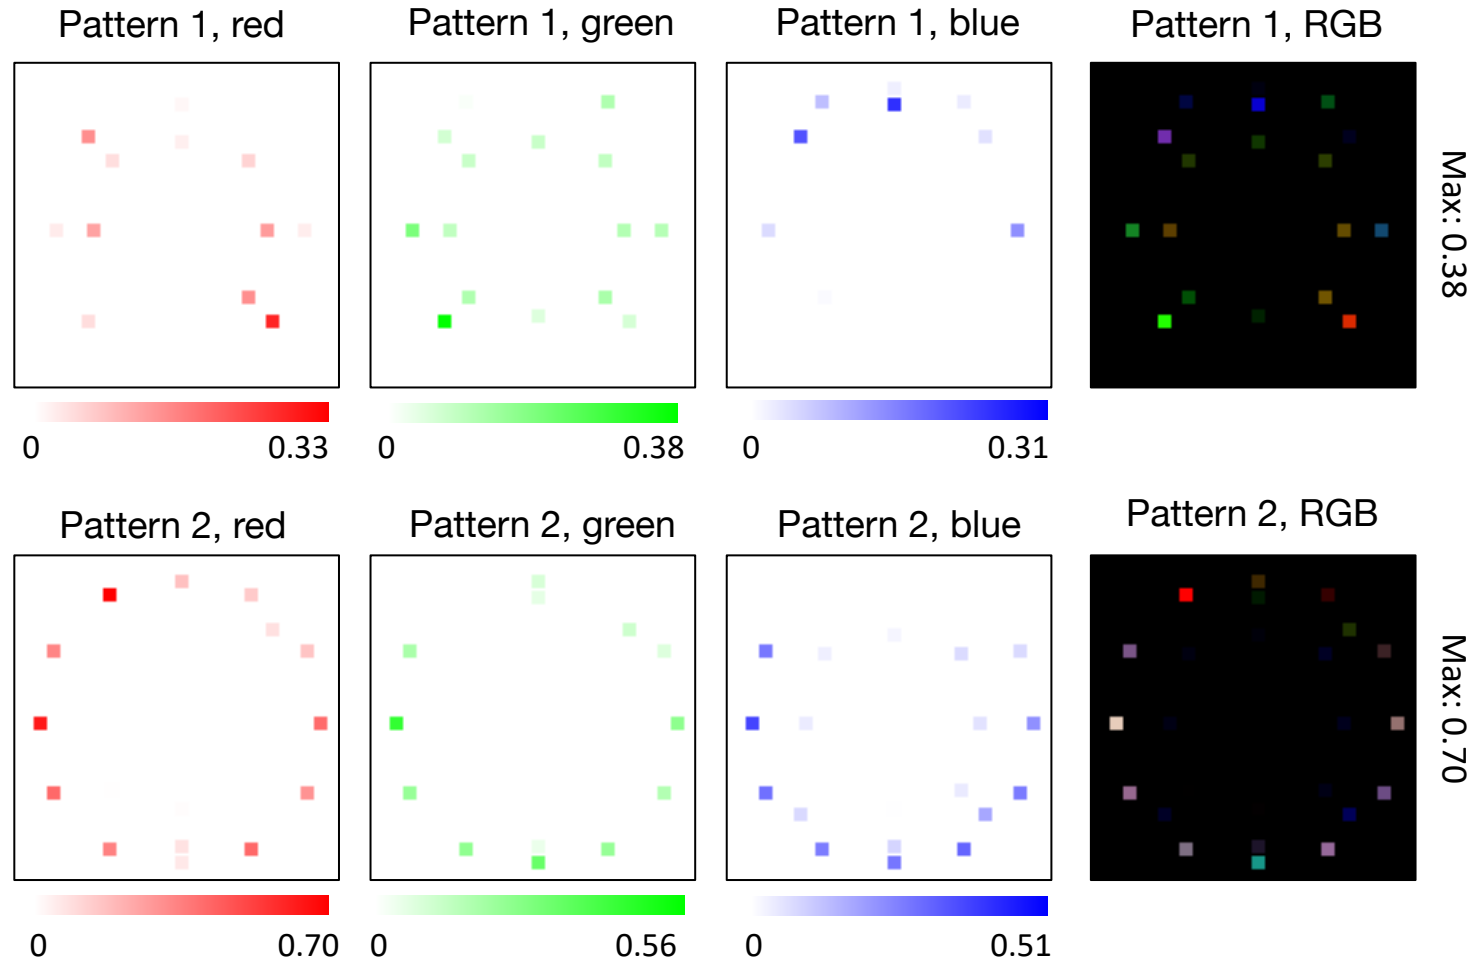 Pattern 1, red
Pattern 1, green
Pattern 1, blue
Pattern 1, RGB
Max: 0.38
0 0.33
0 0.38
0 0.31
Pattern 2, red
Pattern 2, green
Pattern 2, blue
Pattern 2, RGB
Max: 0.70
0 0.70
0 0.56
0 0.51